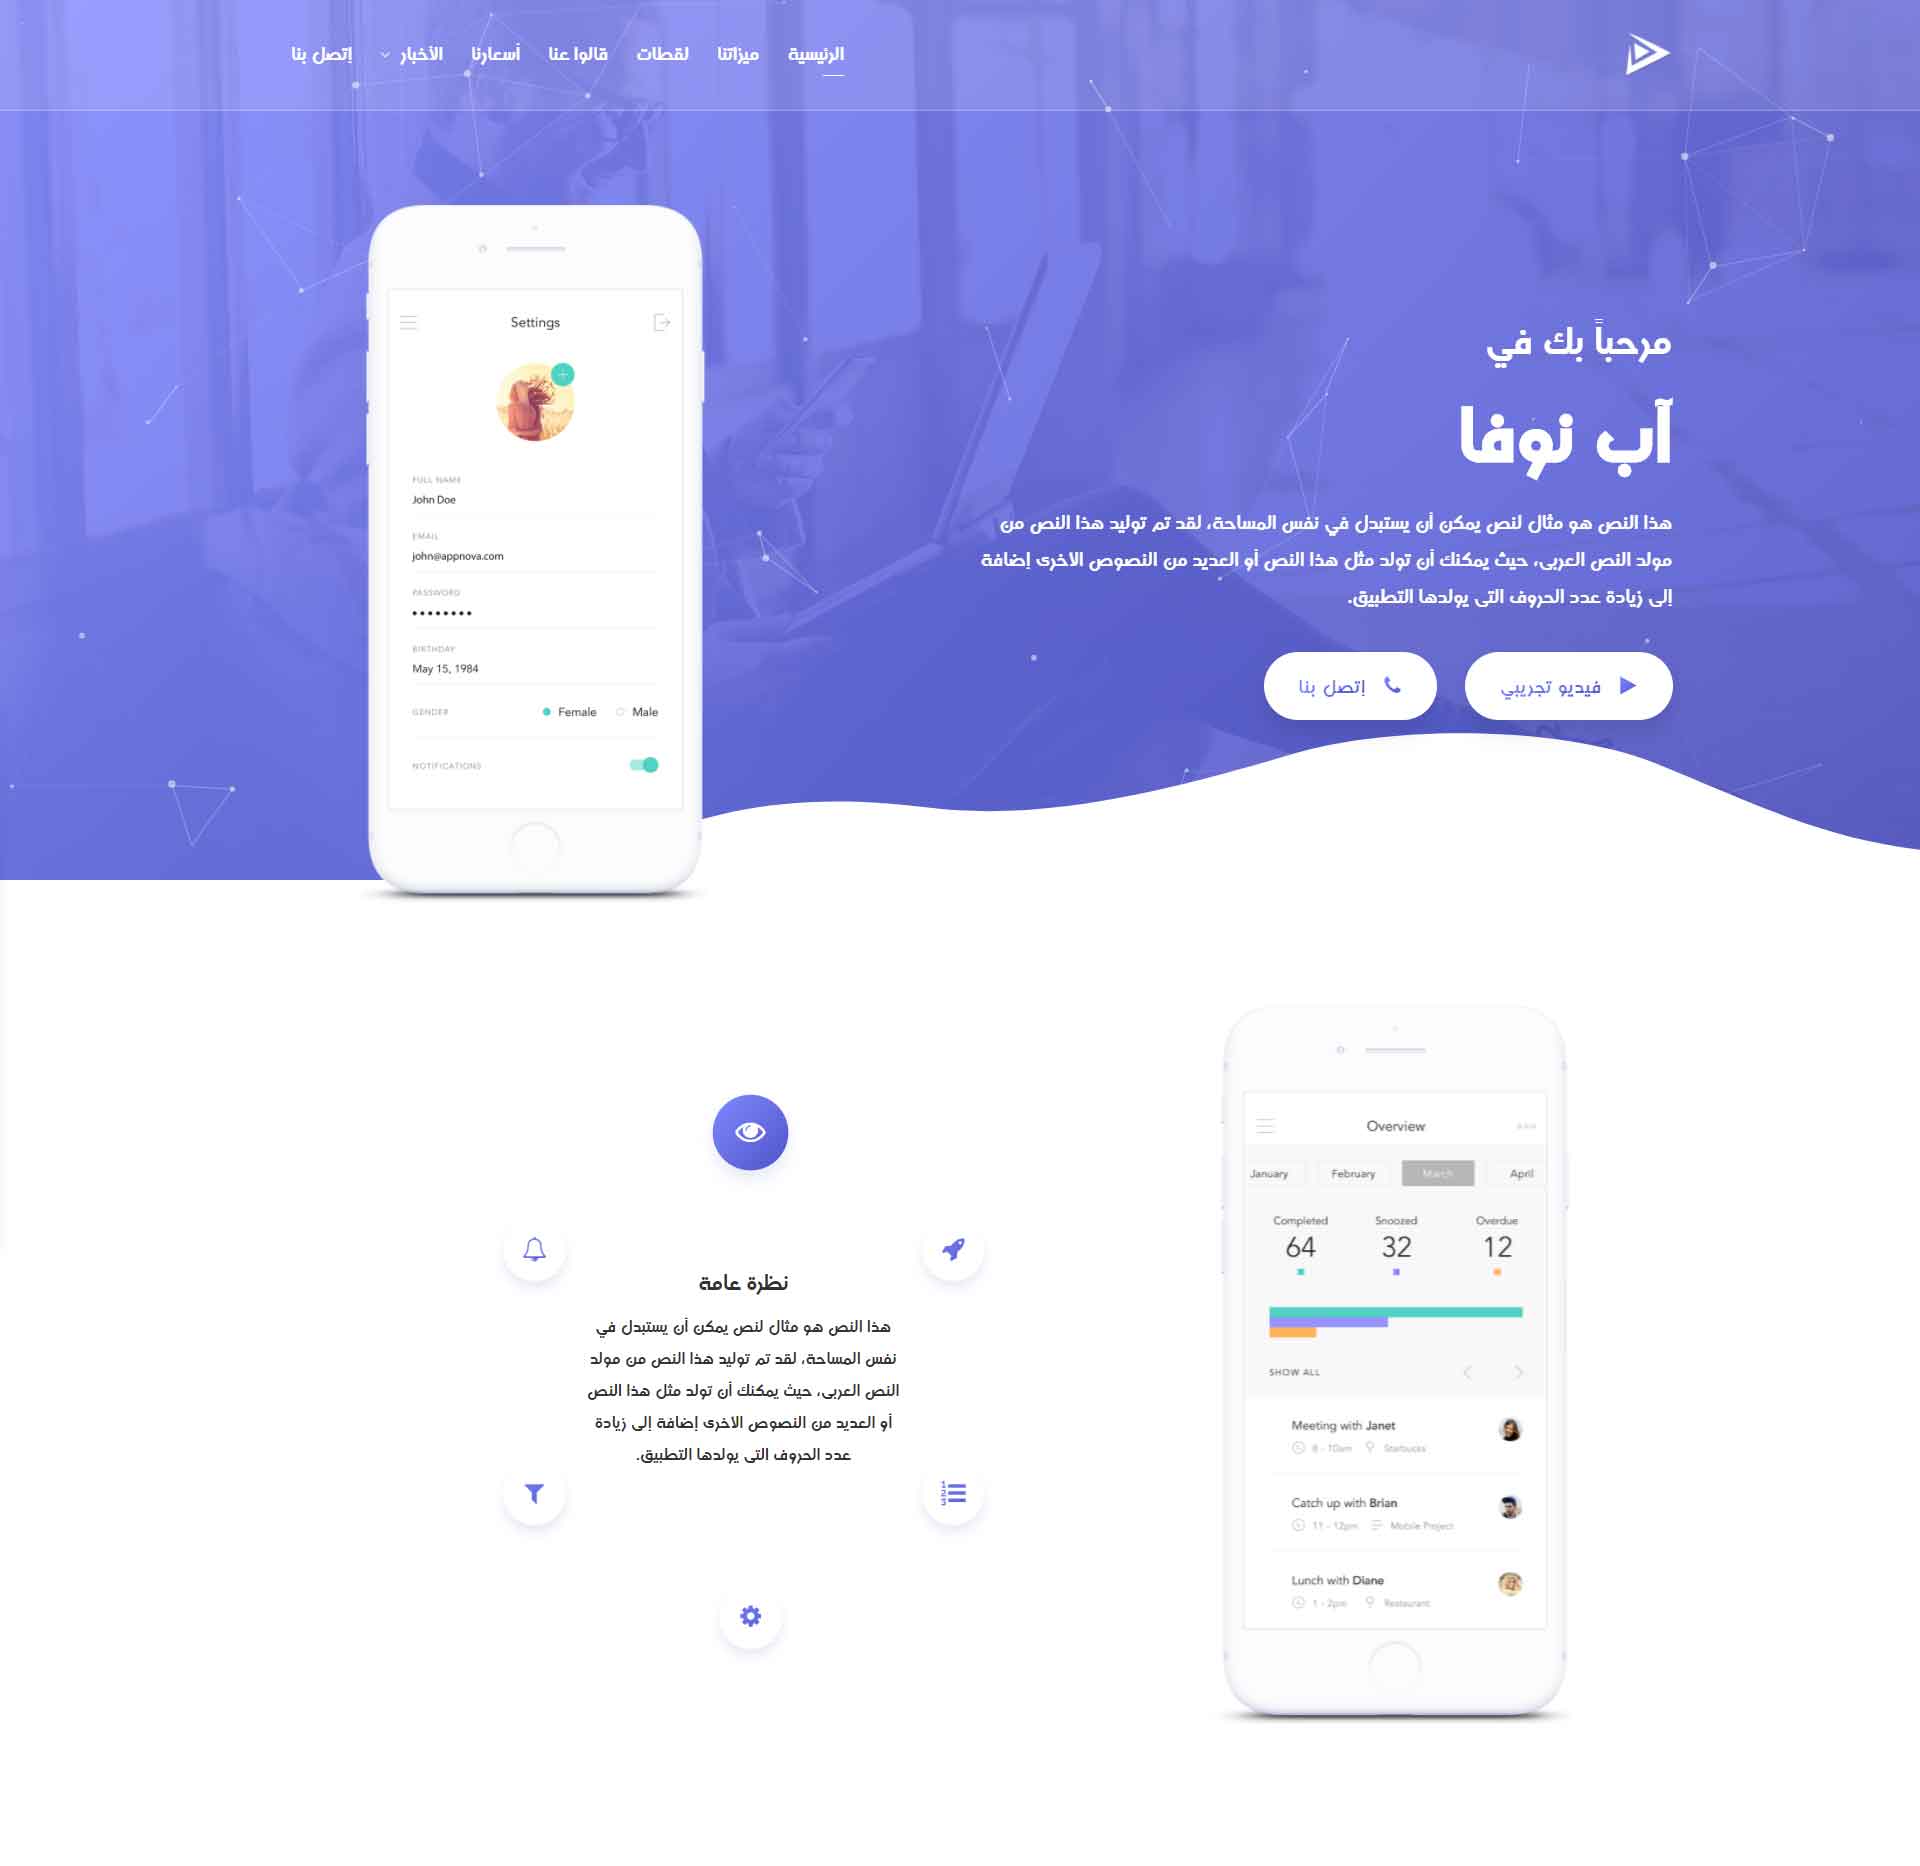 الرئيسية
ميزاتنا
لقطات
قالوا عنا
أسعارنا
الأخبار
إتصل بنا
مرحباً بك في
آب نوفا
هذا النص هو مثال لنص يمكن أن يستبدل في نفس المساحة، لقد تم توليد هذا النص من
مولد النص العربى، حيث يمكنك أن تولد مثل هذا النص أو العديد من النصوص الاخرى إضافة
إلى زيادة عدد الحروف التى يولدها التطبيق.
فيديو تجريبي
إتصل بنا
Settings
FULL NAME
John Doe
EMAIL
john@appnova.com
PASSWORD
BIRTHDAY
May 15, 1984
GENDER Female Male
NOTIFICATIONS
Overview
January February March April
Completed Snoozed Overdue
64 32 12
SHOW ALL
Meeting with Janet
8 - 10am Starbucks
Catch up with Brian
11 - 12pm Mobile Project
Lunch with Diane
1 - 2pm Restaurant
نظرة عامة
هذا النص هو مثال لنص يمكن أن يستبدل في
نفس المساحة، لقد تم توليد هذا النص من مولد
النص العربى، حيث يمكنك أن تولد مثل هذا النص
أو العديد من النصوص الاخرى إضافة إلى زيادة
عدد الحروف التى يولدها التطبيق.